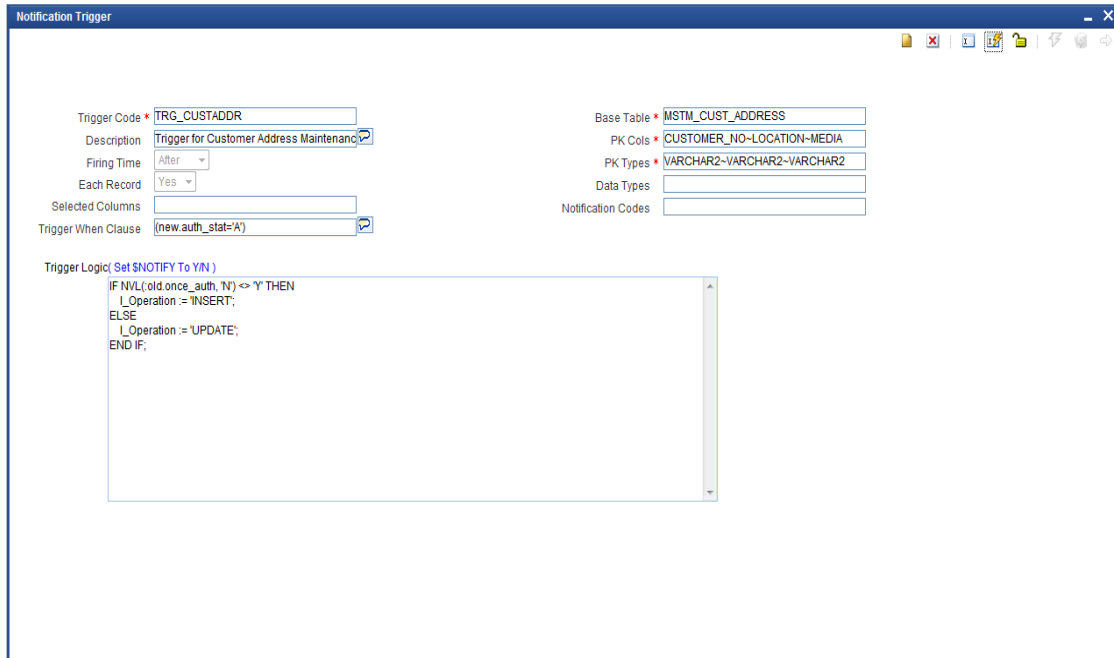 Notification Trigger
Trigger Code * TRG_CUSTADDR
Description Trigger for Customer Address Maintenanc
Firing Time After
Each Record Yes
Selected Columns
Trigger When Clause (new.auth_stat='A')
Base Table * MSTM_CUST_ADDRESS
PK Cols * CUSTOMER_NO~LOCATION~MEDIA
PK Types * VARCHAR2~VARCHAR2~VARCHAR2
Data Types
Notification Codes
Trigger Logic( Set $NOTIFY To Y/N )
IF NVL(:old.once_auth, 'N') <> 'Y' THEN
l_Operation := 'INSERT';
ELSE
l_Operation := 'UPDATE';
END IF;